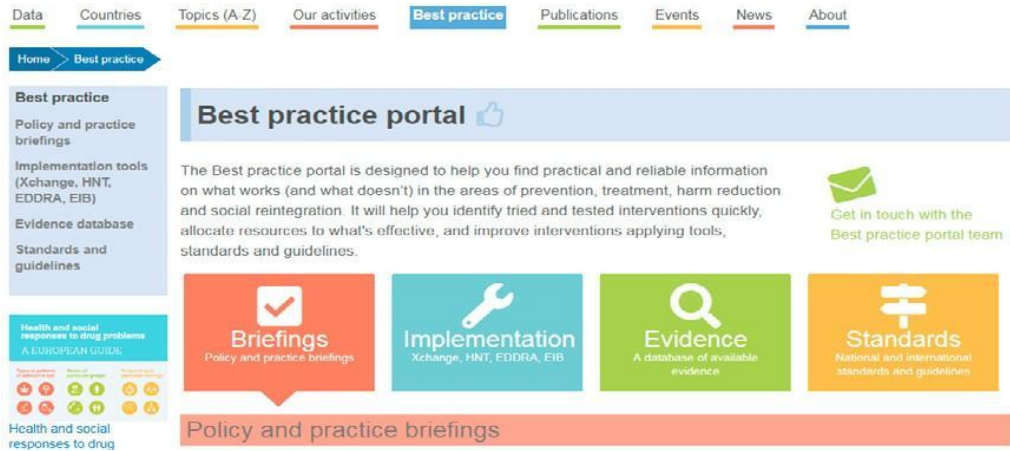 Data Countries Topics (A-Z) Our activities Best practice Publications Events News About
Home Best practice
Best practice
Policy and practice
briefings
Implementation tools
(Xchange, HNT,
EDDRA, EIB)
Evidence database
Standards and
guidelines
Health and social
responses to drug problems
A EUROPEAN GUIDE
Health and social
responses to drug
Best practice portal
The Best practice portal is designed to help you find practical and reliable information
on what works (and what doesn't) in the areas of prevention, treatment, harm reduction
and social reintegration. It will help you identify tried and tested interventions quickly,
allocate resources to what's effective, and improve interventions applying tools,
standards and guidelines.
Get in touch with the
Best practice portal team
Briefings
Policy and practice briefings
Implementation
Xchange, HNT, EDDRA, EIB
Evidence
A database of available
evidence
Standards
National and international
standards and guidelines
Policy and practice briefings